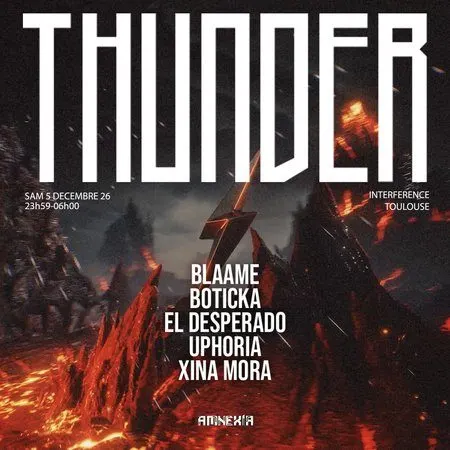 THUNDER
SAM 5 DECEMBRE 26
23h59-06h00
INTERFERENCE
TOULOUSE
BLAAME
BOTICKA
EL DESPERADO
UPHORIA
XINA MORA
AMNEXIA